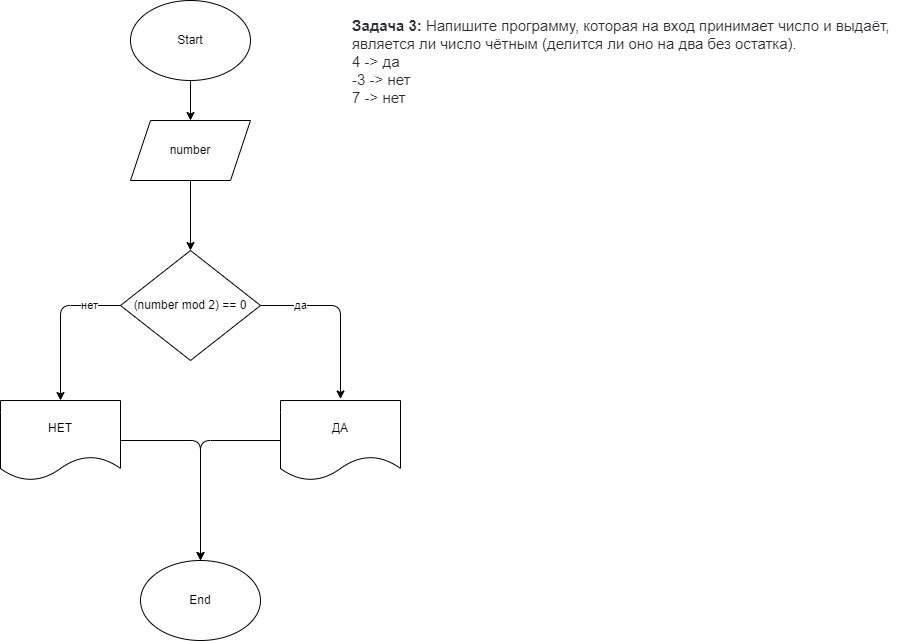 Start
Задача 3: Напишите программу, которая на вход принимает число и выдаёт,
является ли число чётным (делится ли оно на два без остатка).
4 -> да
-3 -> нет
7 -> нет
number
нет
(number mod 2) == 0
да
НЕТ
ДА
End